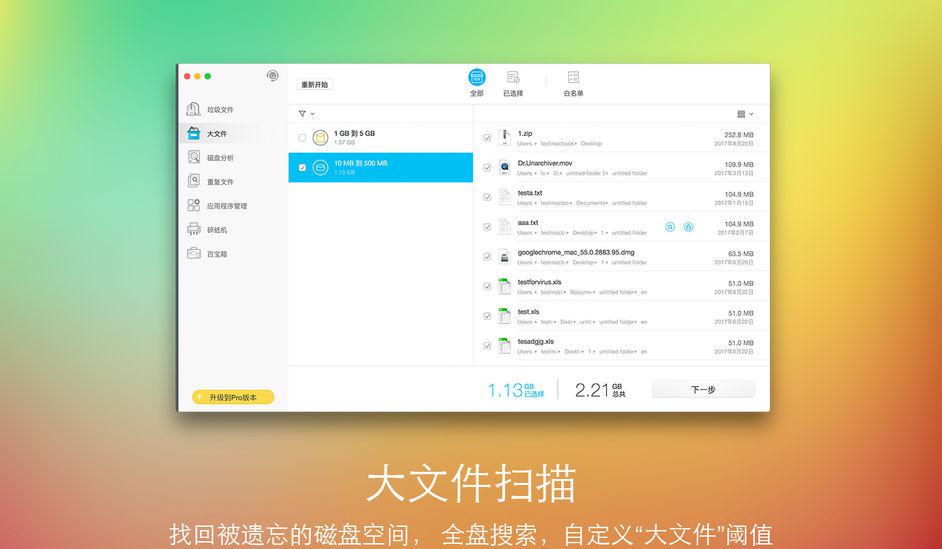 重新开始
全部
已选择
白名单
垃圾文件
大文件
磁盘分析
重复文件
应用程序管理
碎纸机
百宝箱
升级到Pro版本
1 GB 到 5 GB
1.07 GB
10 MB 到 500 MB
1.13 GB
1.zip
252.8 MB
Users ▸ testmacbook▸ Desktop
2017年8月25日
Dr.Unarchiver.mov
109.9 MB
Users ▸ te▸ D▸ untitled folder 2▸ untitled folder
2017年3月13日
testa.txt
104.9 MB
Users ▸ testmacbo▸ Documents▸ untitled folder
2017年1月19日
aaa.txt
104.9 MB
Users ▸ testmacb▸ Desktop▸ 1 ▸ untitled folder
2017年2月7日
googlechrome_mac_55.0.2883.95.dmg
63.5 MB
Users ▸ testmacb▸ Desktop▸ 1 ▸ untitled folder
2017年6月26日
testforvirus.xls
51.0 MB
Users ▸ testmac▸ Docume▸ untitled folder▸ en
2017年6月22日
test.xls
51.0 MB
Users ▸ test▸ Des▸ untit▸ untitled folder▸ en
2017年6月22日
tesadgjg.xls
51.0 MB
Users ▸ testm▸ Deskt▸ 1 ▸ untitled folder▸ en
2017年6月22日
1.13 GB 已选择
2.21 GB 总共
下一步
大文件扫描
找回被遗忘的磁盘空间， 全盘搜索，自定义“大文件”阈值